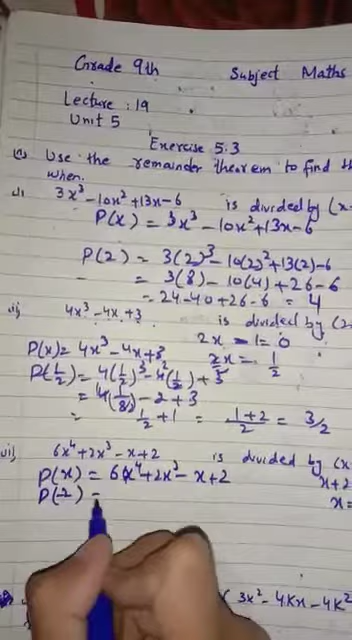 Grade 9th Subject Maths
Lecture : 19
Unit 5
Exercise 5.3
Use the remainder theorem to find
when.
3x³-10x²+13x-6 is divided by (x-
P(x) = 3x³-10x²+13x-6
P(2) = 3(2)³-10(2)²+13(2)-6
= 3(8)-10(4)+26-6
= 24-40+26-6 = 4
ii) 4x³-4x+3 is divided by (2
2x-1=0
P(x)= 4x³-4x+3 2x = 1/2
P(1/2)= 4(1/2)³-4(1/2)+3
= 4(1/8)-2+3
= 1/2+1 = 1+2/2 = 3/2
iii) 6x⁴+2x³-x+2 is divided by (x
P(x) = 6x⁴+2x³-x+2 x+2
P(-2) = x=
(3x²-4Kx-4K²